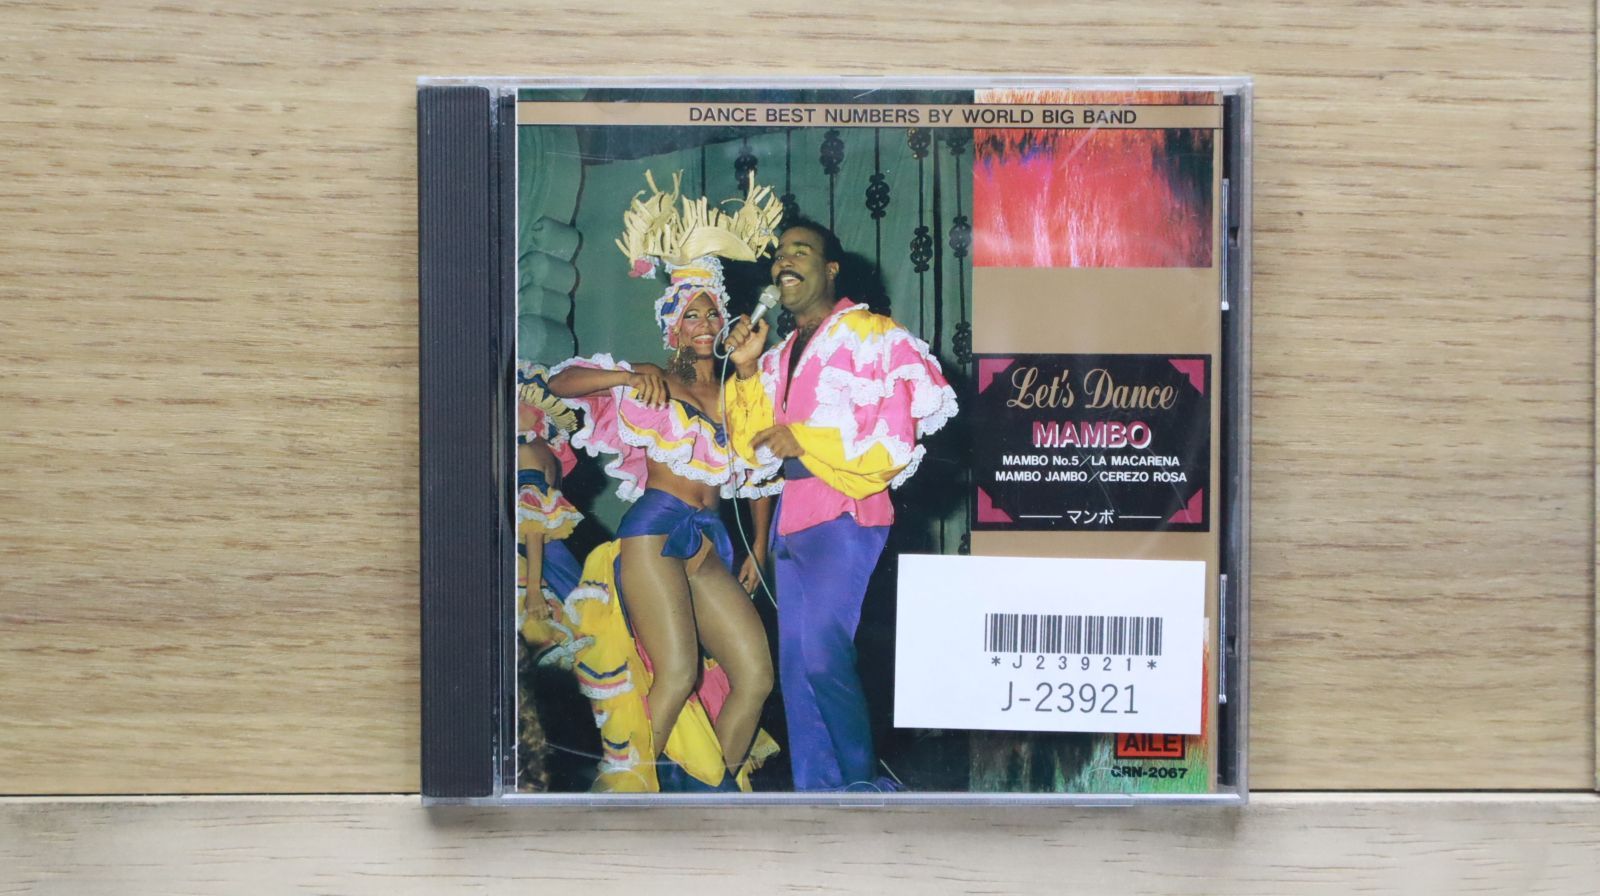 DANCE BEST NUMBERS BY WORLD BIG BAND
Let's Dance
MAMBO
MAMBO No.5/LA MACARENA
MAMBO JAMBO/CEREZO ROSA
マンボ
*J23921*
J-23921
AILE
GRN-2067